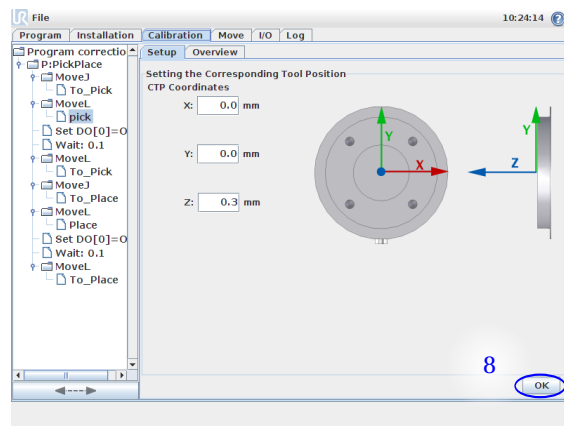 UR File 10:24:14 ?
Program Installation Calibration Move I/O Log
Program correctio
Setup Overview
P:PickPlace
MoveJ
To_Pick
MoveL
pick
Set DO[0]=O
Wait: 0.1
MoveL
To_Pick
MoveJ
To_Place
MoveL
Place
Set DO[0]=O
Wait: 0.1
MoveL
To_Place
Setting the Corresponding Tool Position
CTP Coordinates
X: 0.0 mm
Y: 0.0 mm
Z: 0.3 mm
Y
X
Y
Z
8
OK